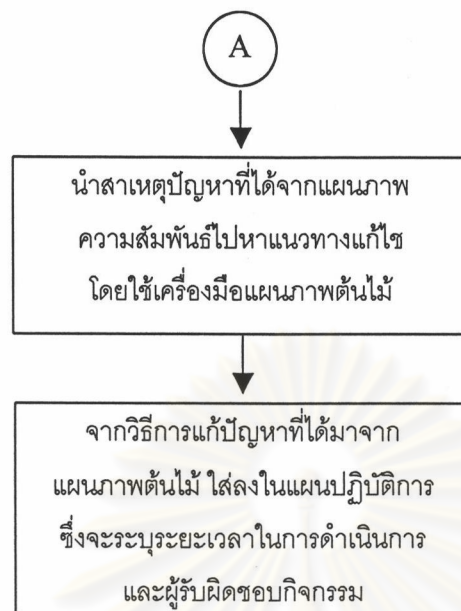 A
นำสาเหตุปัญหาที่ได้จากแผนภาพ
ความสัมพันธ์ไปหาแนวทางแก้ไข
โดยใช้เครื่องมือแผนภาพต้นไม้
จากวิธีการแก้ปัญหาที่ได้มาจาก
แผนภาพต้นไม้ ใส่ลงในแผนปฏิบัติการ
ซึ่งจะระบุระยะเวลาในการดำเนินการ
และผู้รับผิดชอบกิจกรรม